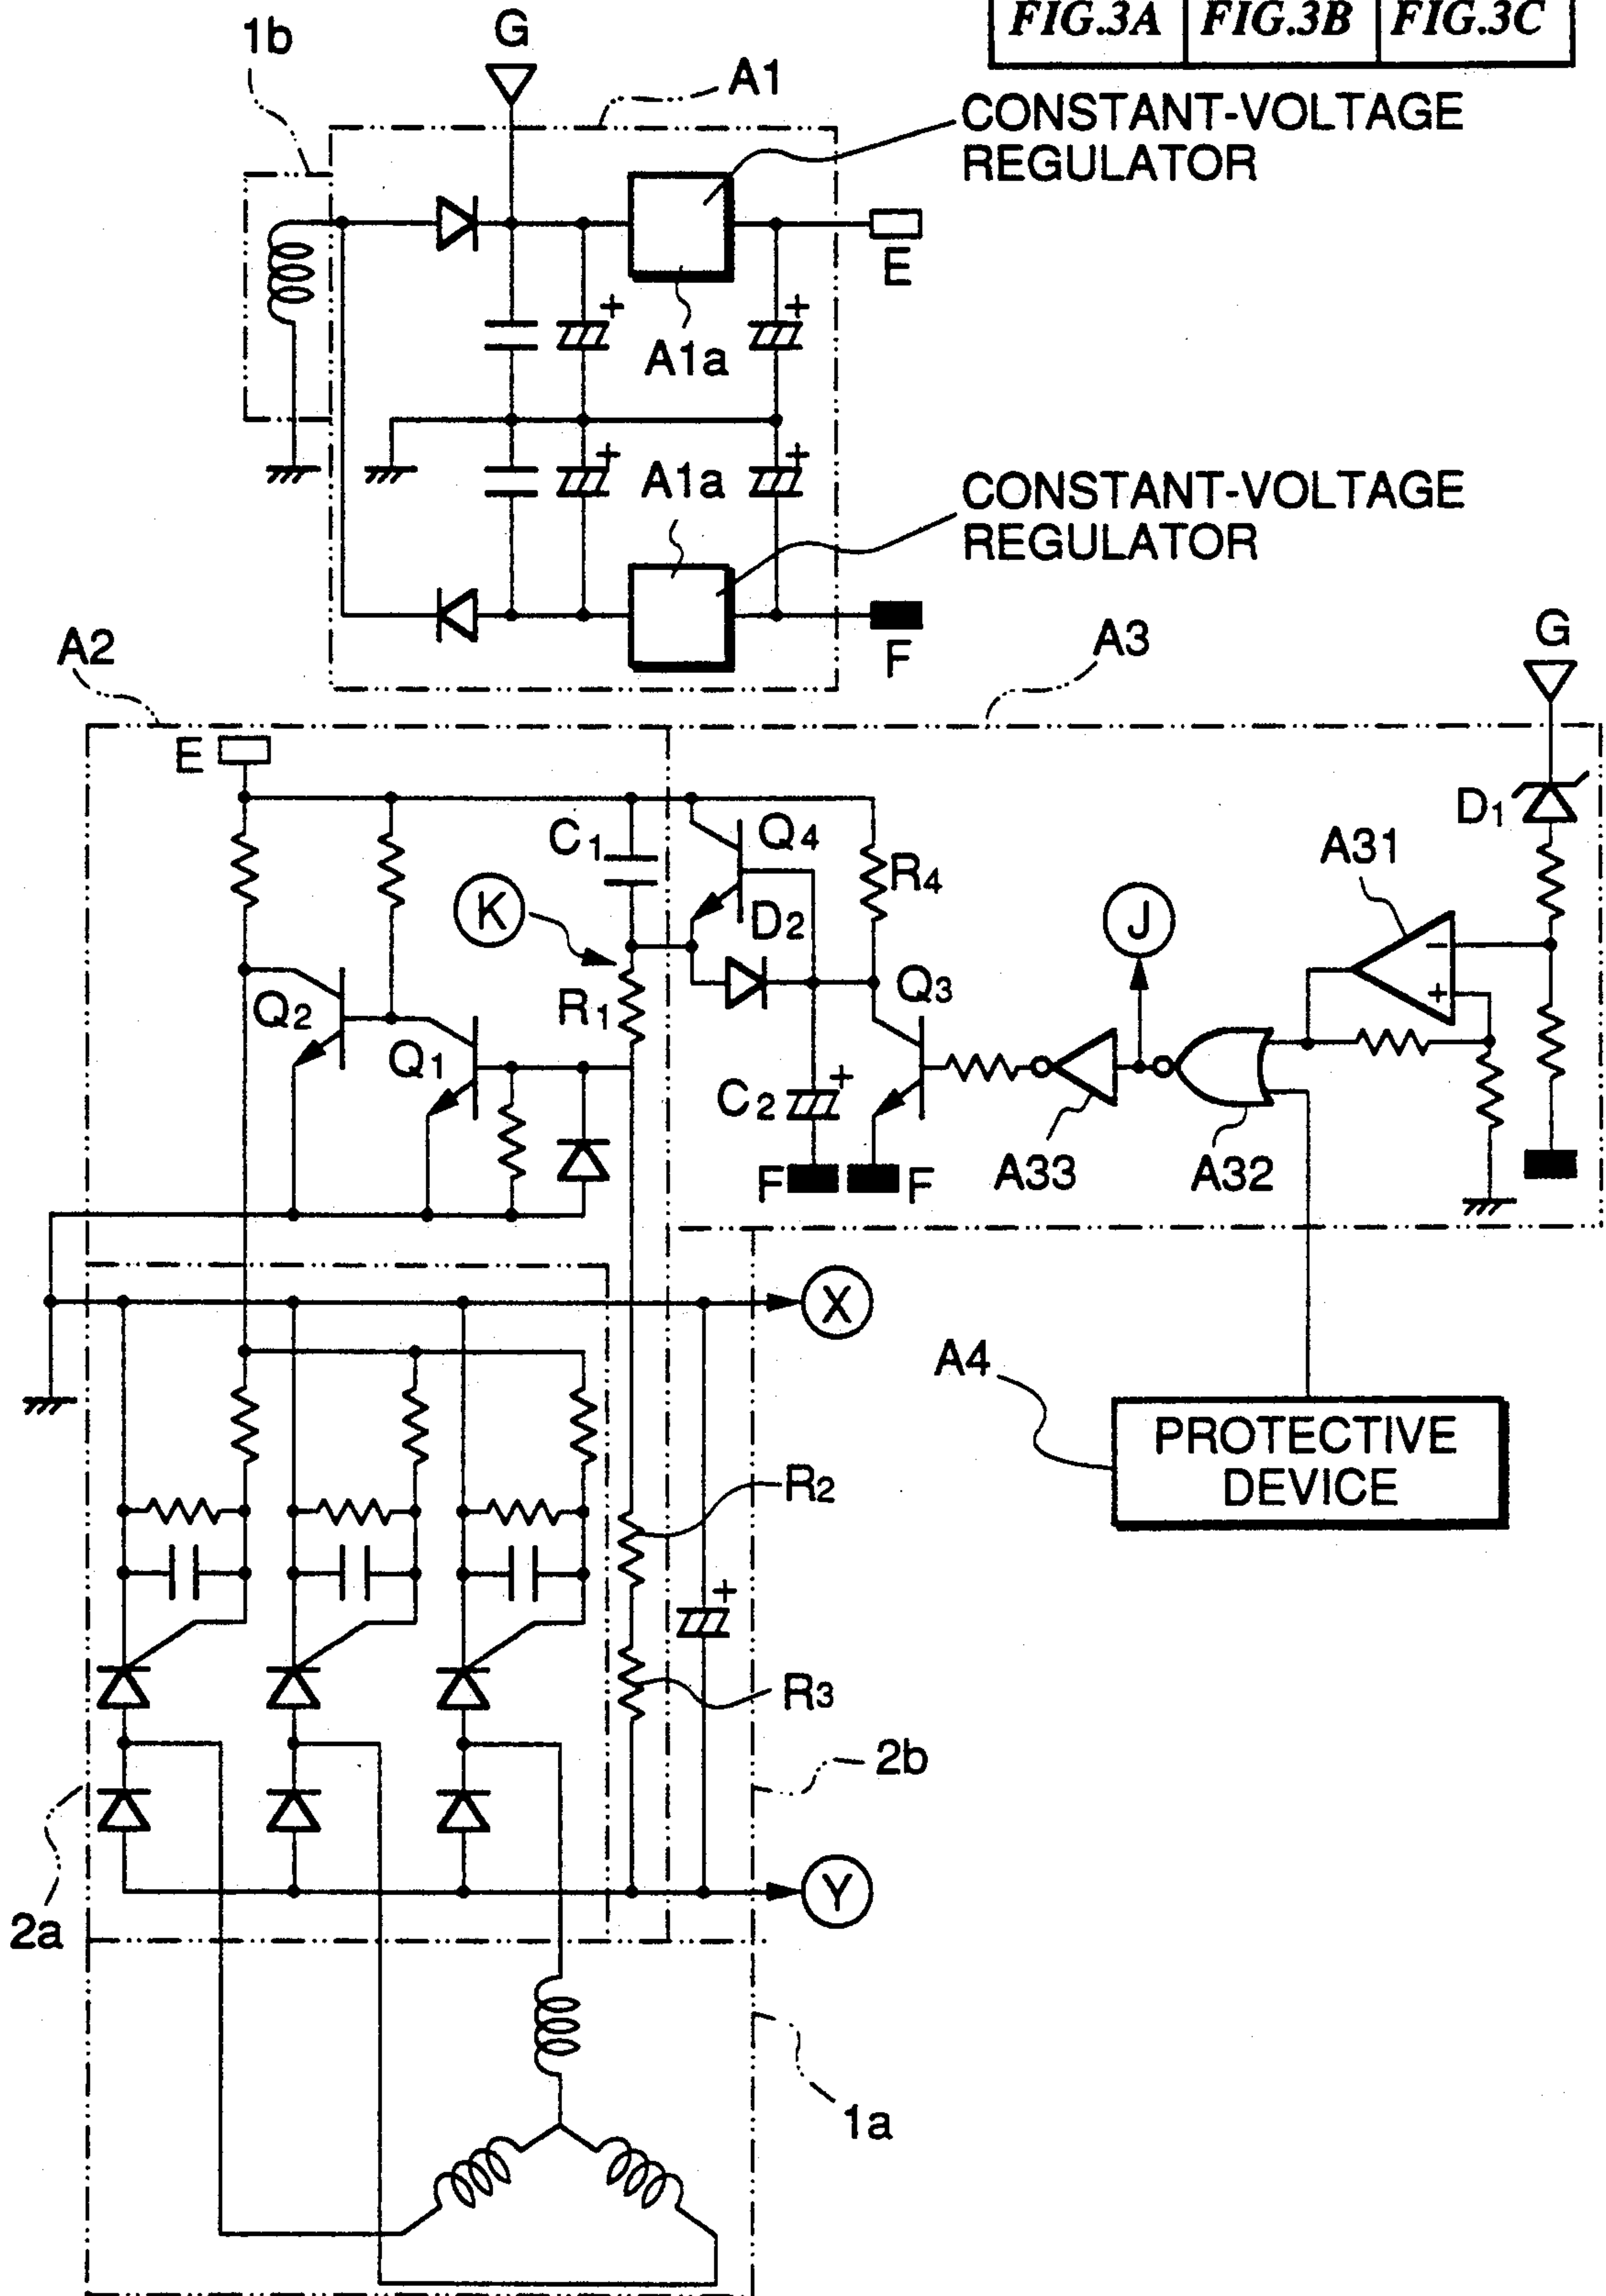 FIG.3A FIG.3B FIG.3C
1b
G
A1
CONSTANT-VOLTAGE
REGULATOR
E
+
+
A1a
+
A1a
+
CONSTANT-VOLTAGE
REGULATOR
F
A2
A3
G
E
C1
Q4
R4
D1
A31
K
D2
J
−
+
Q2
R1
Q3
Q1
C2
+
A33
A32
F
F
X
A4
PROTECTIVE
DEVICE
R2
+
R3
2b
Y
2a
1a